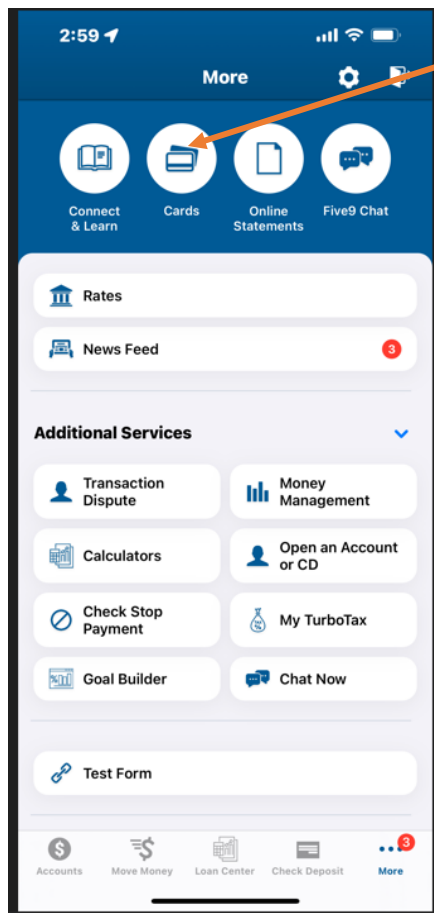 2:59
More
Connect
& Learn
Cards
Online
Statements
Five9 Chat
Rates
News Feed
3
Additional Services
Transaction
Dispute
Money
Management
Calculators
Open an Account
or CD
Check Stop
Payment
My TurboTax
Goal Builder
Chat Now
Test Form
3
Accounts
Move Money
Loan Center
Check Deposit
More